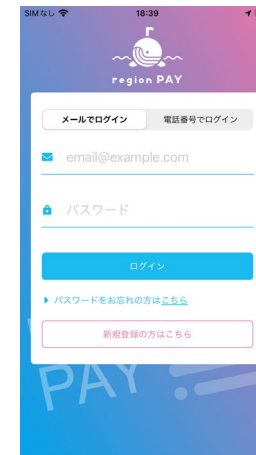 SIMなし 18:39
region PAY
メールでログイン 電話番号でログイン
email@example.com
パスワード
ログイン
パスワードをお忘れの方はこちら
新規登録の方はこちら
PAY